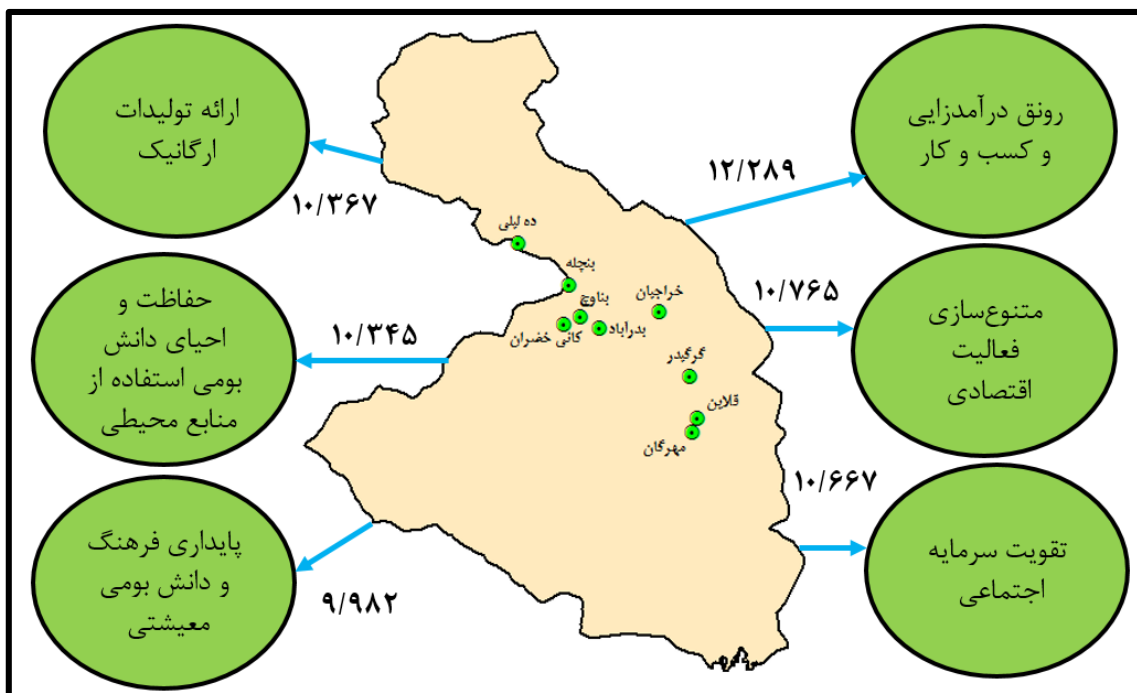 رونق درآمدزایی
و کسب و کار
۱۲/۲۸۹
متنوع‌سازی
فعالیت
اقتصادی
۱۰/۷۶۵
تقویت سرمایه
اجتماعی
۱۰/۶۶۷
ارائه تولیدات
ارگانیک
۱۰/۳۶۷
حفاظت و
احیای دانش
بومی استفاده از
منابع محیطی
۱۰/۳۴۵
پایداری فرهنگ
و دانش بومی
معیشتی
۹/۹۸۲
ده لیلی
بنچله
بناوچ
خراجیان
بدرآباد
کانی خضران
گرگیدر
قلاین
مهرگان